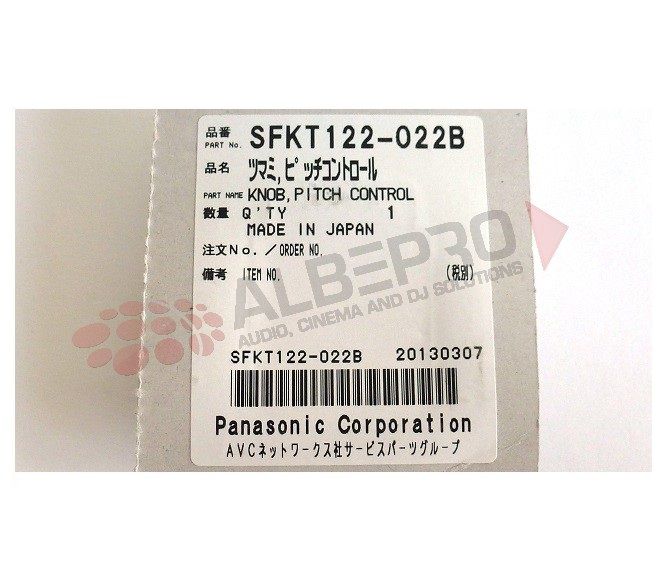 品番
PART No. SFKT122-022B
品名 ツマミ,ピッチコントロール
PART NAME KNOB,PITCH CONTROL
数量 Q'TY 1
MADE IN JAPAN
注文No.／ORDER NO.
備考 ITEM NO. (税別)
ALBEPRO
AUDIO, CINEMA AND DJ SOLUTIONS
SFKT122-022B 20130307
Panasonic Corporation
AVCネットワークス社サービスパーツグループ